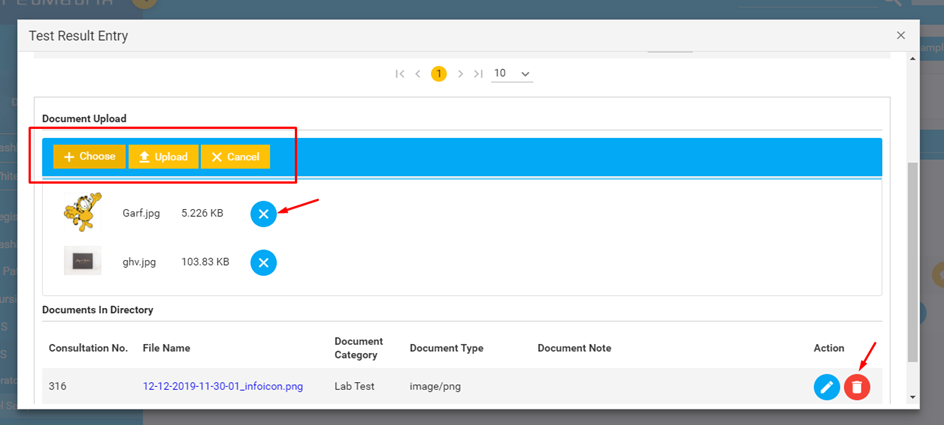 Test Result Entry
1
10
Document Upload
Choose Upload Cancel
Garf.jpg 5.226 KB
ghv.jpg 103.83 KB
Documents In Directory
Consultation No. File Name Document Category Document Type Document Note Action
316 12-12-2019-11-30-01_infoicon.png Lab Test image/png